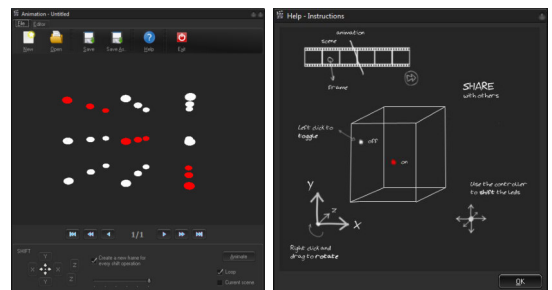 Animation - Untitled
File Editor
New Open Save Save As Help Exit
1/1
SHIFT
Y
X X
Y
Z
Z
Create a new frame for
every shift operation
Animate
Loop
Current scene
Help - Instructions
animation
some
frame
SHARE
with others
Left click to
toggle
off
on
Y
Z
X
Use the controller
to shift the leds
Right click and
drag to rotate
OK